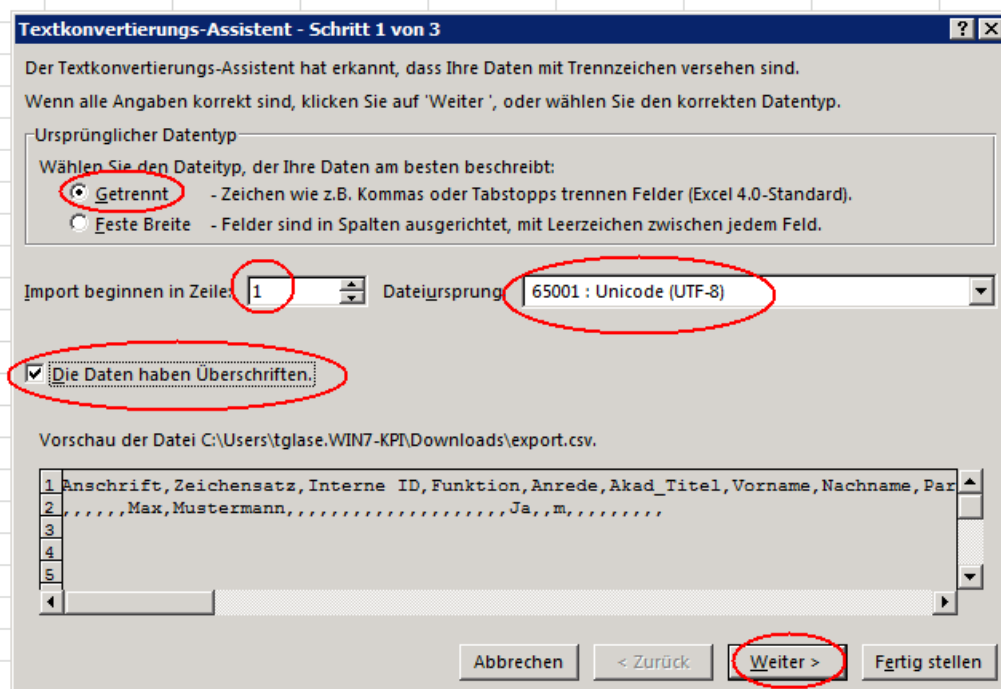 Textkonvertierungs-Assistent - Schritt 1 von 3
Der Textkonvertierungs-Assistent hat erkannt, dass Ihre Daten mit Trennzeichen versehen sind.
Wenn alle Angaben korrekt sind, klicken Sie auf 'Weiter ', oder wählen Sie den korrekten Datentyp.
Ursprünglicher Datentyp
Wählen Sie den Dateityp, der Ihre Daten am besten beschreibt:
Getrennt - Zeichen wie z.B. Kommas oder Tabstopps trennen Felder (Excel 4.0-Standard).
Feste Breite - Felder sind in Spalten ausgerichtet, mit Leerzeichen zwischen jedem Feld.
Import beginnen in Zeile: 1 Dateiursprung 65001 : Unicode (UTF-8)
Die Daten haben Überschriften.
Vorschau der Datei C:\Users\tglase.WIN7-KPI\Downloads\export.csv.
1 Anschrift,Zeichensatz,Interne ID,Funktion,Anrede,Akad_Titel,Vorname,Nachname,Par
2 ,,,,,,Max,Mustermann,,,,,,,,,,,,,,,,,,,,Ja,,m,,,,,,,,,
3
4
5
Abbrechen < Zurück Weiter > Fertig stellen